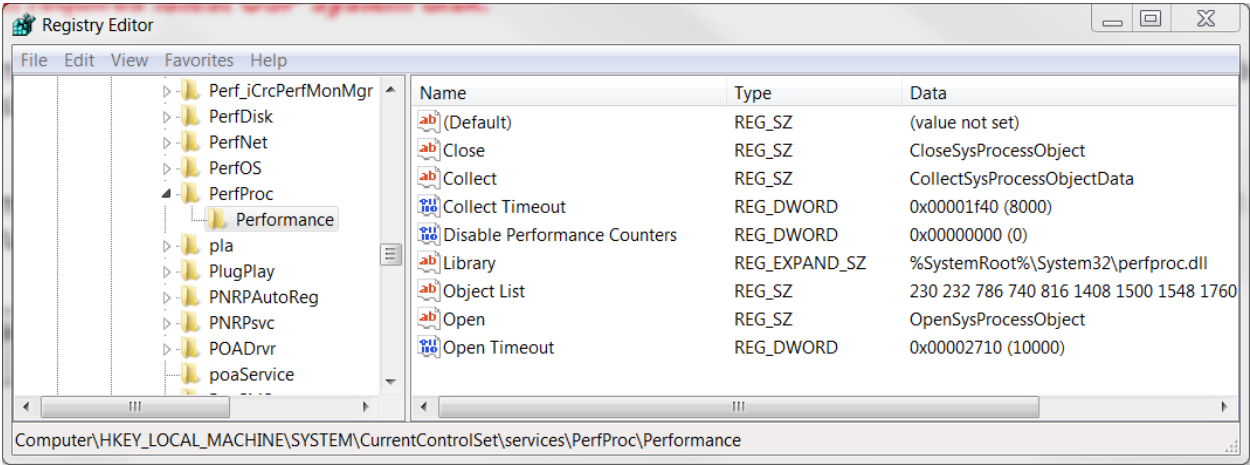 Registry Editor
File Edit View Favorites Help
Perf_iCrcPerfMonMgr
PerfDisk
PerfNet
PerfOS
PerfProc
Performance
pla
PlugPlay
PNRPAutoReg
PNRPsvc
POADrvr
poaService
Name Type Data
(Default) REG_SZ (value not set)
Close REG_SZ CloseSysProcessObject
Collect REG_SZ CollectSysProcessObjectData
Collect Timeout REG_DWORD 0x00001f40 (8000)
Disable Performance Counters REG_DWORD 0x00000000 (0)
Library REG_EXPAND_SZ %SystemRoot%\System32\perfproc.dll
Object List REG_SZ 230 232 786 740 816 1408 1500 1548 1760
Open REG_SZ OpenSysProcessObject
Open Timeout REG_DWORD 0x00002710 (10000)
Computer\HKEY_LOCAL_MACHINE\SYSTEM\CurrentControlSet\services\PerfProc\Performance